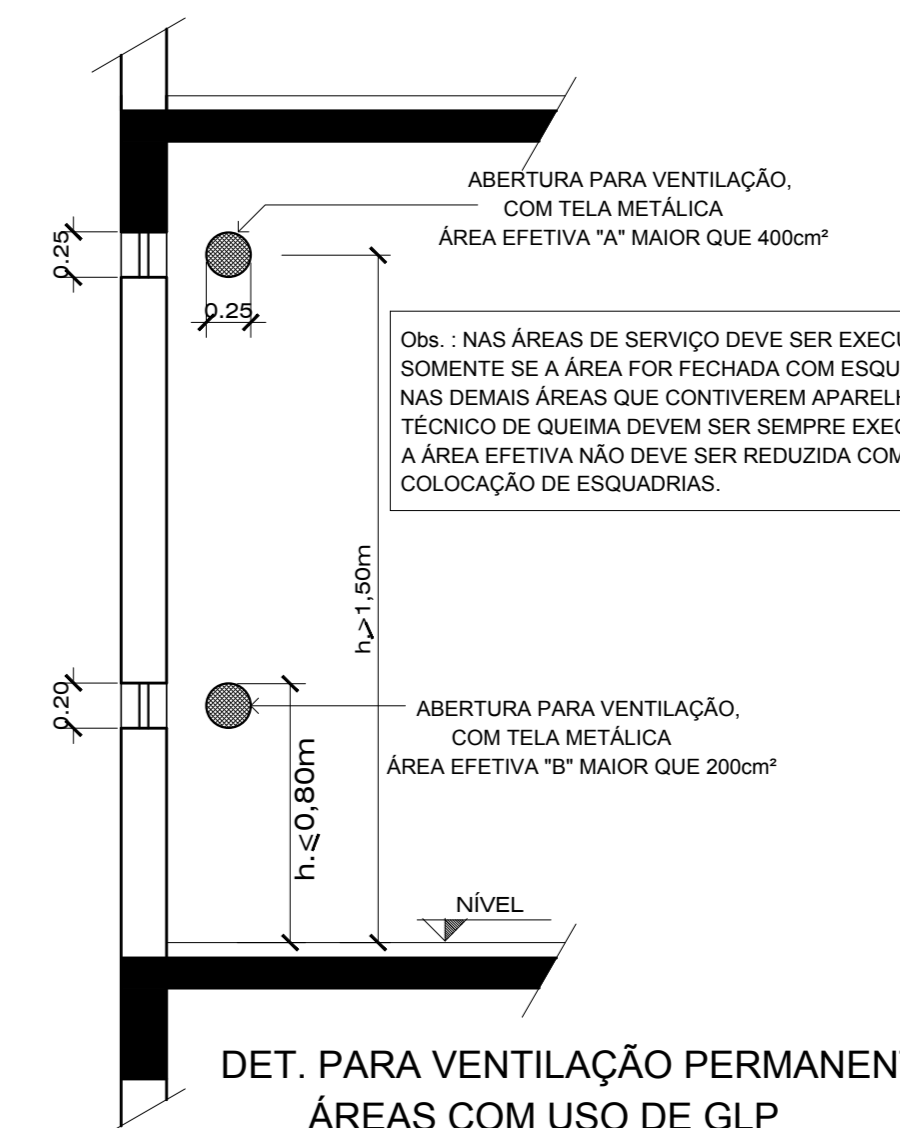 ABERTURA PARA VENTILAÇÃO,
COM TELA METÁLICA
ÁREA EFETIVA "A" MAIOR QUE 400cm²
0.25
0.25
Obs. : NAS ÁREAS DE SERVIÇO DEVE SER EXECU
SOMENTE SE A ÁREA FOR FECHADA COM ESQU
NAS DEMAIS ÁREAS QUE CONTIVEREM APARELH
TÉCNICO DE QUEIMA DEVEM SER SEMPRE EXEC
A ÁREA EFETIVA NÃO DEVE SER REDUZIDA COM
COLOCAÇÃO DE ESQUADRIAS.
h.⩾1,50m
0.20
ABERTURA PARA VENTILAÇÃO,
COM TELA METÁLICA
ÁREA EFETIVA "B" MAIOR QUE 200cm²
h.⩽0,80m
NÍVEL
DET. PARA VENTILAÇÃO PERMANENT
ÁREAS COM USO DE GLP